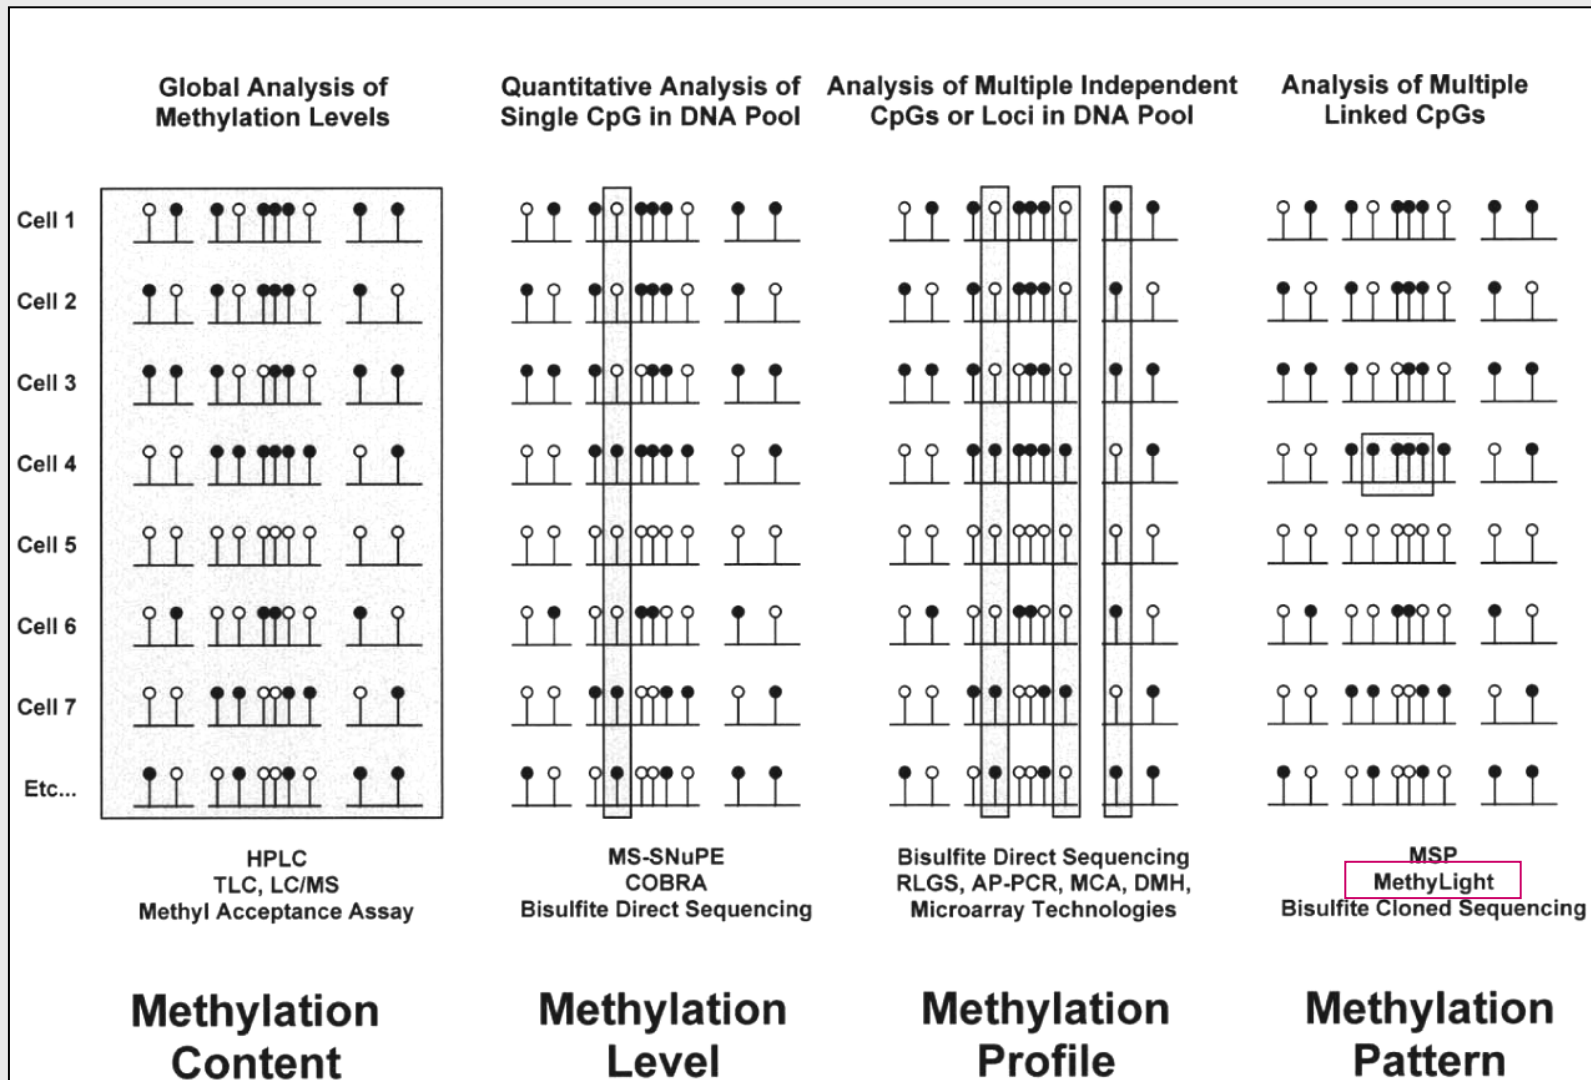 Global Analysis of
Methylation Levels
Quantitative Analysis of
Single CpG in DNA Pool
Analysis of Multiple Independent
CpGs or Loci in DNA Pool
Analysis of Multiple
Linked CpGs
Cell 1
Cell 2
Cell 3
Cell 4
Cell 5
Cell 6
Cell 7
Etc...
HPLC
TLC, LC/MS
Methyl Acceptance Assay
MS-SNuPE
COBRA
Bisulfite Direct Sequencing
Bisulfite Direct Sequencing
RLGS, AP-PCR, MCA, DMH,
Microarray Technologies
MSP
MethyLight
Bisulfite Cloned Sequencing
Methylation
Content
Methylation
Level
Methylation
Profile
Methylation
Pattern